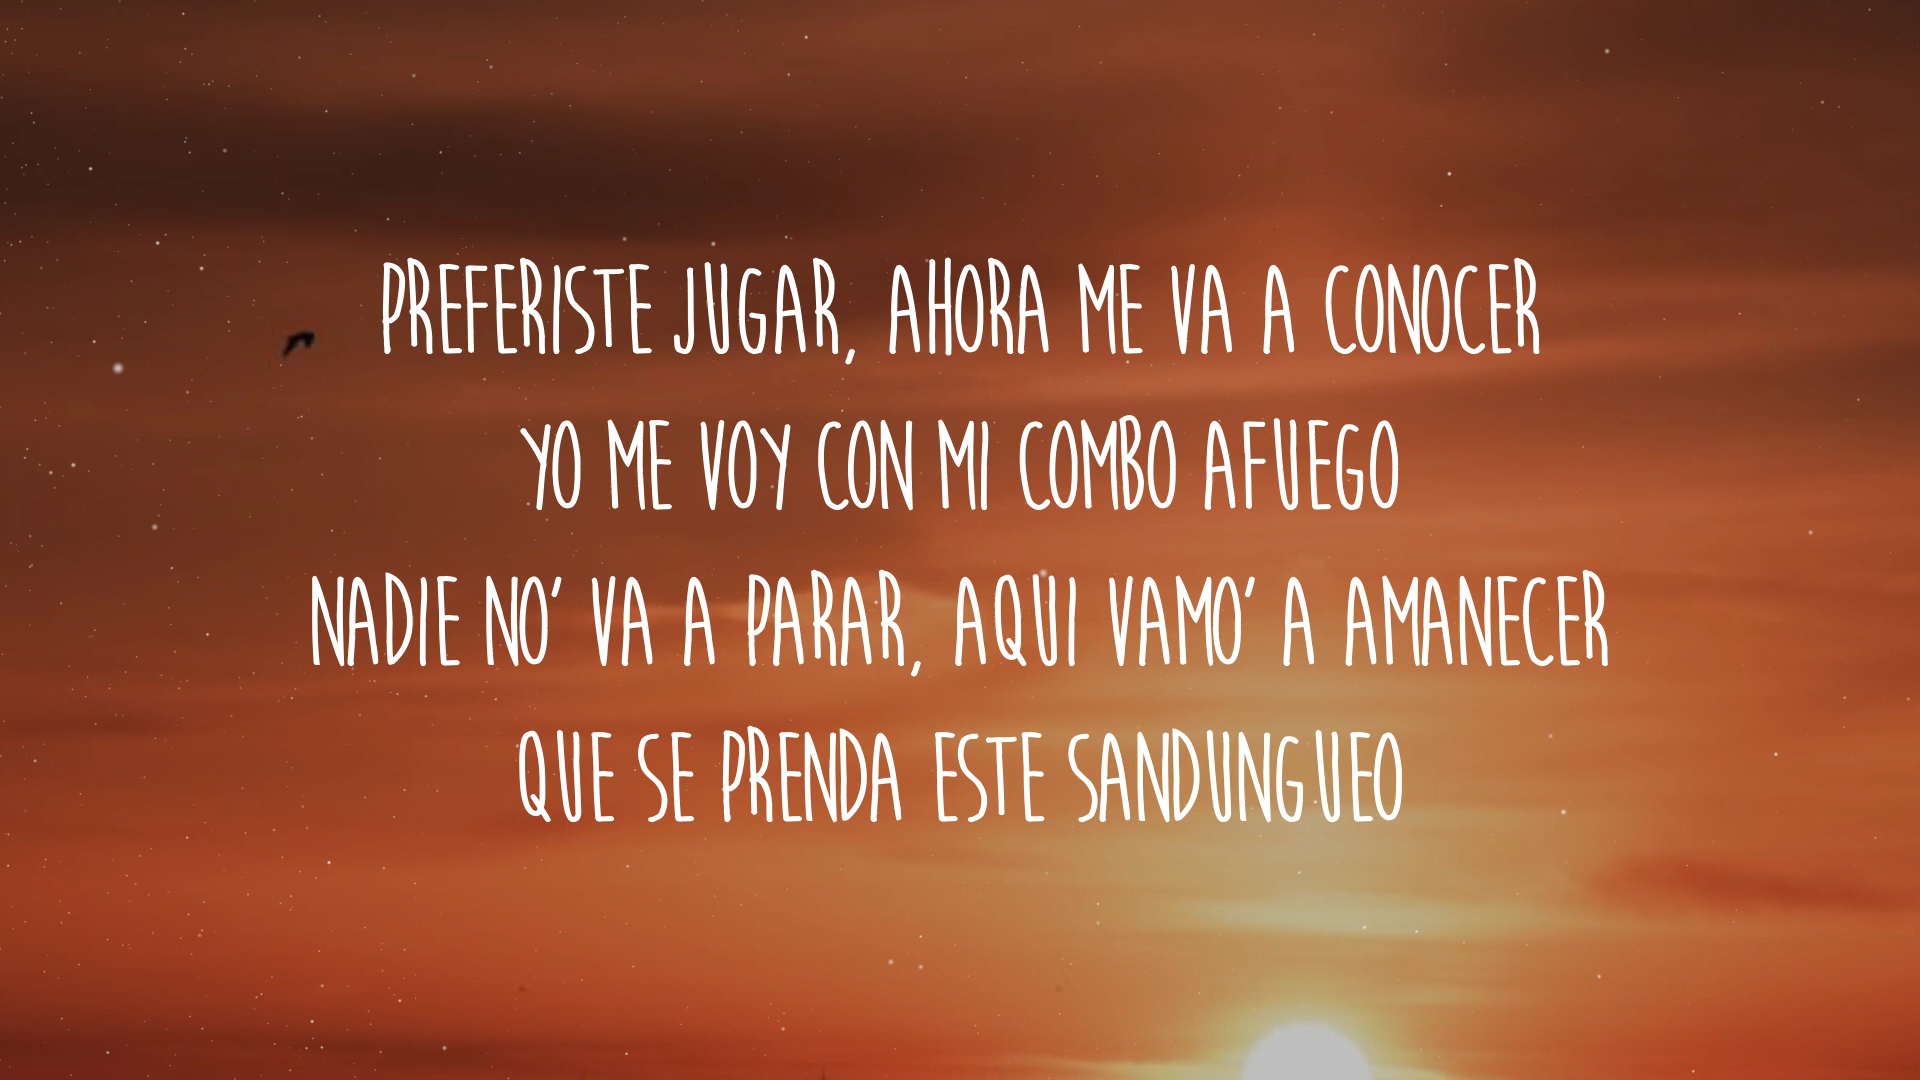 PREFERISTE JUGAR, AHORA ME VA A CONOCER
YO ME VOY CON MI COMBO AFUEGO
NADIE NO' VA A PARAR, AQUI VAMO' A AMANECER
QUE SE PRENDA ESTE SANDUNGUEO